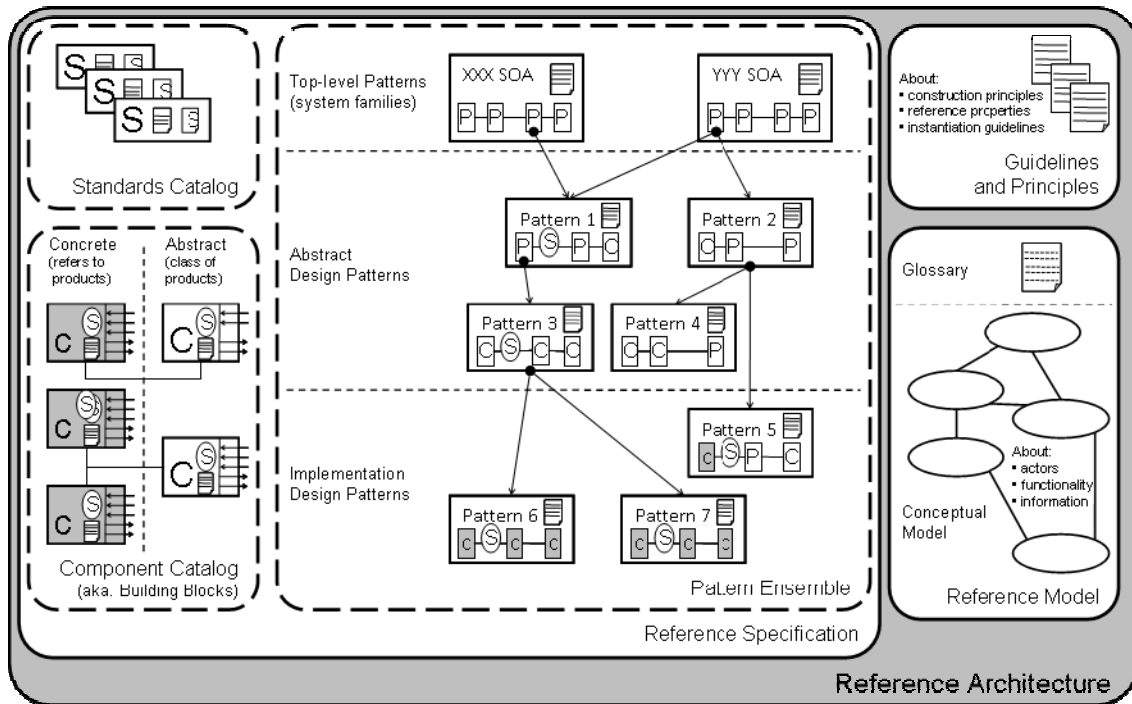 S S
S S
S S
Standards Catalog
Concrete
(refers to
products)
Abstract
(class of
products)
C S
C S
C S
C S
C S
Component Catalog
(aka. Building Blocks)
Top-level Patterns
(system families)
XXX SOA
P P P P
YYY SOA
P P P P
Abstract
Design Patterns
Pattern 1
P S P C
Pattern 2
C P P
Pattern 3
C S C C
Pattern 4
C C P
Implementation
Design Patterns
Pattern 5
C S P C
Pattern 6
C S C C
Pattern 7
C S C C
Pattern Ensemble
Reference Specification
About:
▪ construction principles
▪ reference properties
▪ instantiation guidelines
Guidelines
and Principles
Glossary
About:
▪ actors
▪ functionality
▪ information
Conceptual
Model
Reference Model
Reference Architecture